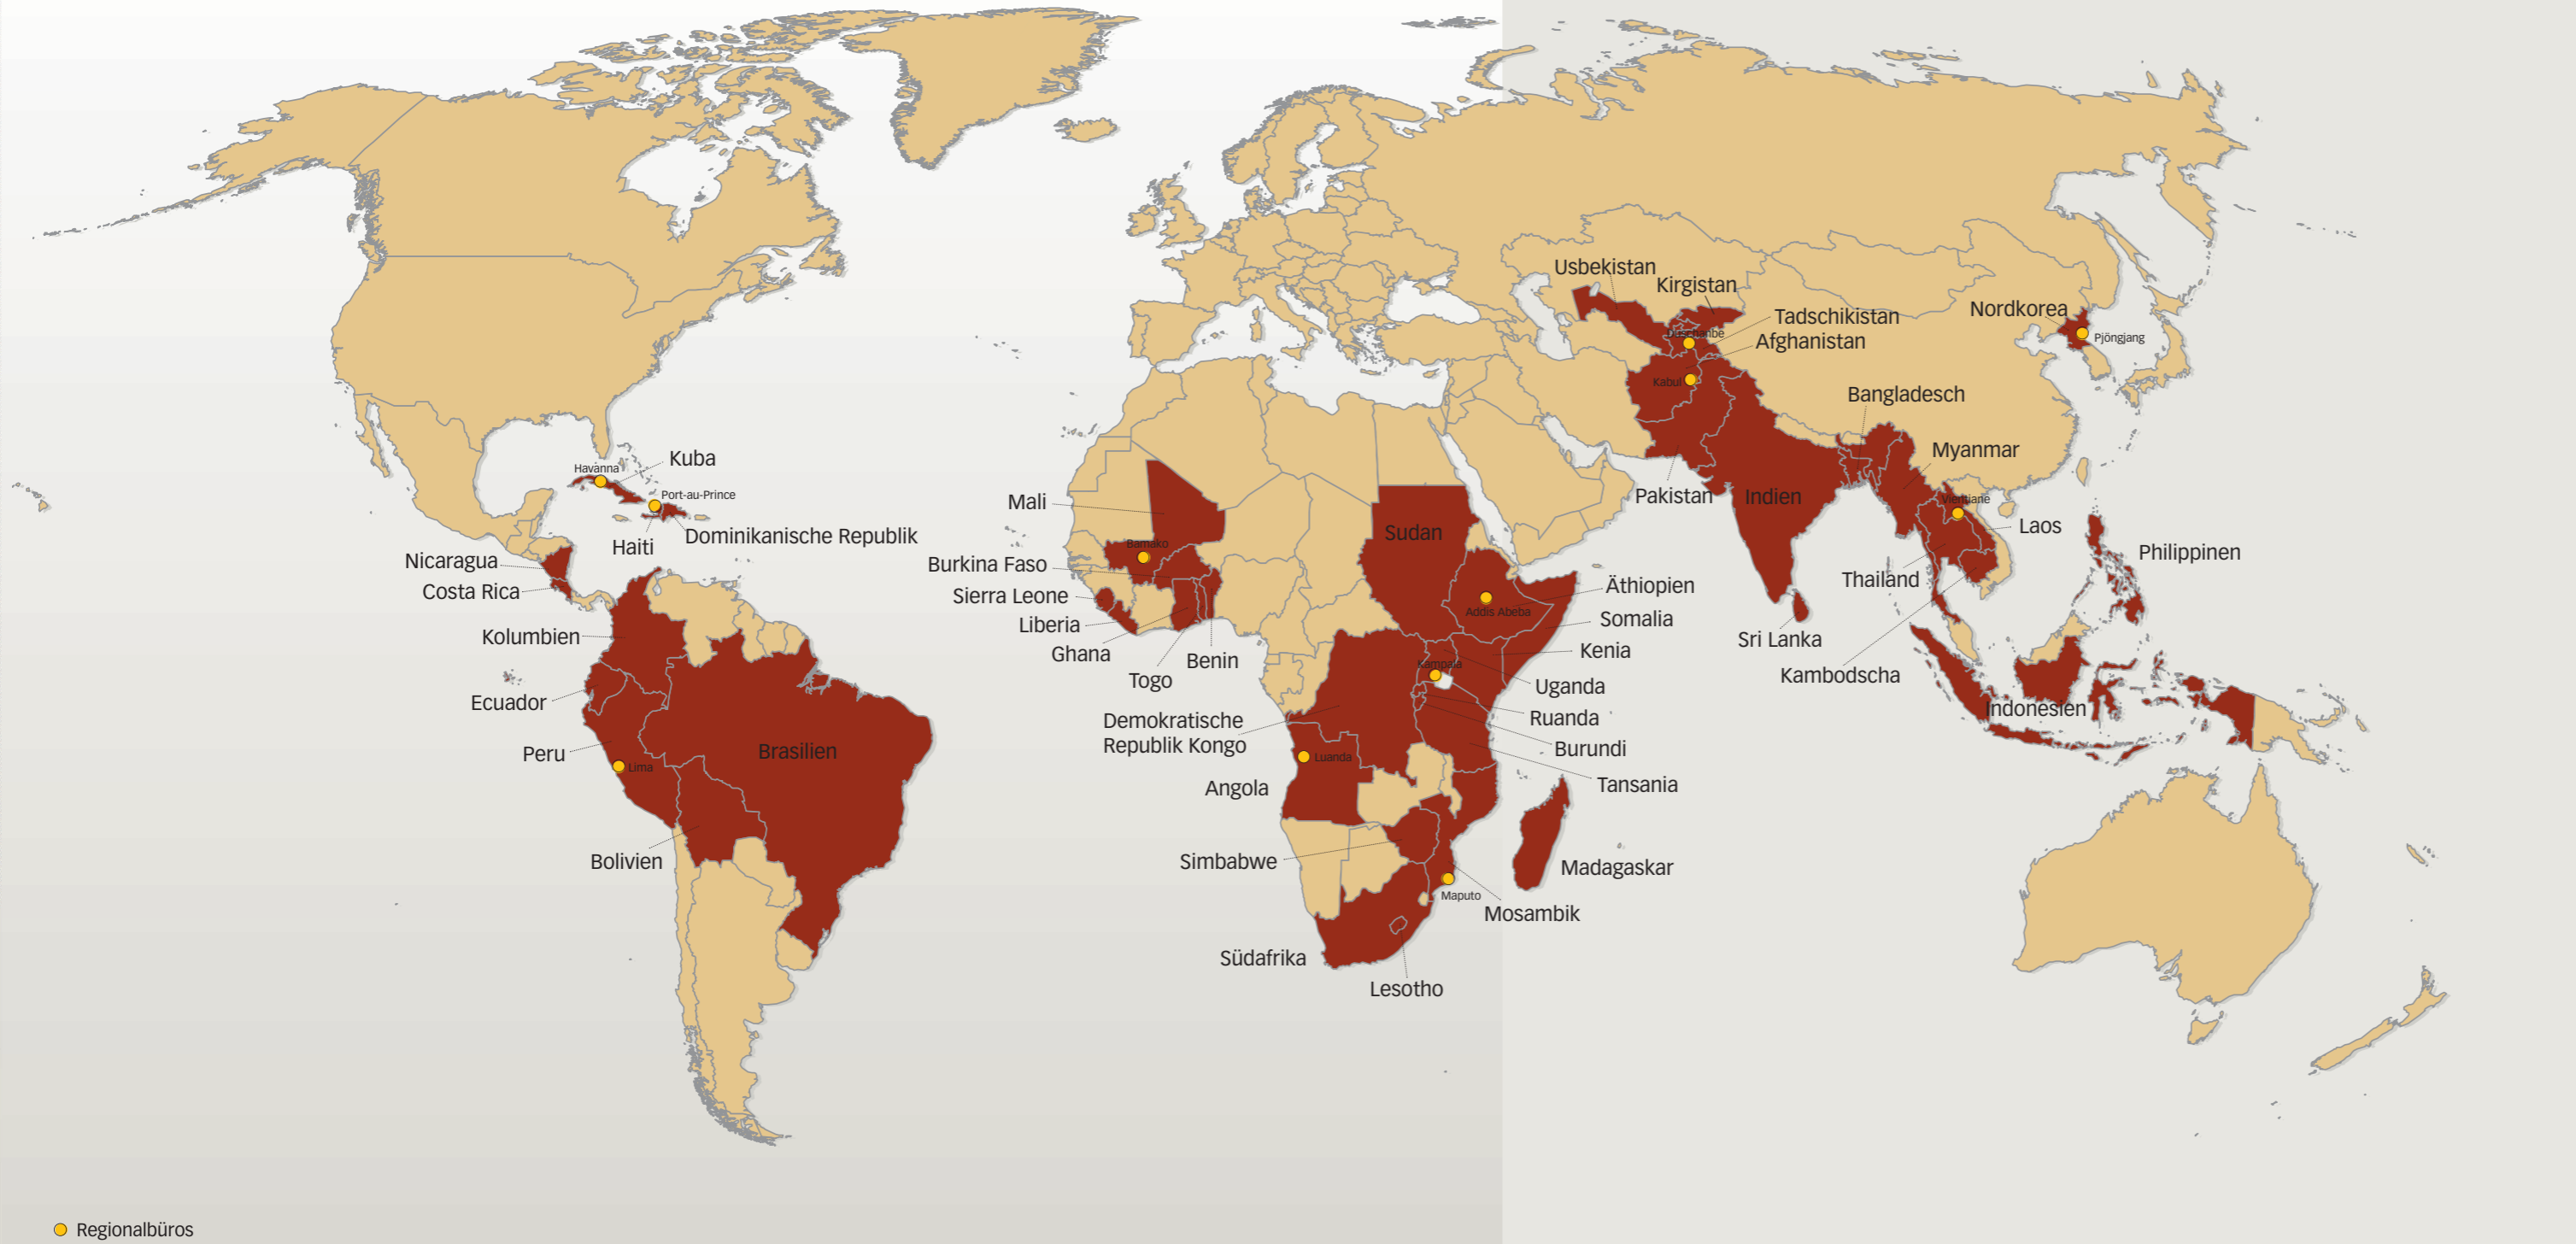 Usbekistan
Kirgistan
Nordkorea
Tadschikistan
Duschanbe
Pjöngjang
Afghanistan
Kabul
Bangladesch
Myanmar
Kuba
Havanna
Port-au-Prince
Pakistan
Indien
Vientiane
Mali
Laos
Sudan
Dominikanische Republik
Haiti
Bamako
Philippinen
Nicaragua
Burkina Faso
Thailand
Äthiopien
Costa Rica
Sierra Leone
Addis Abeba
Somalia
Liberia
Kolumbien
Sri Lanka
Ghana
Kenia
Benin
Kampala
Kambodscha
Togo
Uganda
Ecuador
Indonesien
Ruanda
Demokratische
Republik Kongo
Burundi
Peru
Brasilien
Luanda
Lima
Tansania
Angola
Bolivien
Simbabwe
Madagaskar
Maputo
Mosambik
Südafrika
Lesotho
Regionalbüros